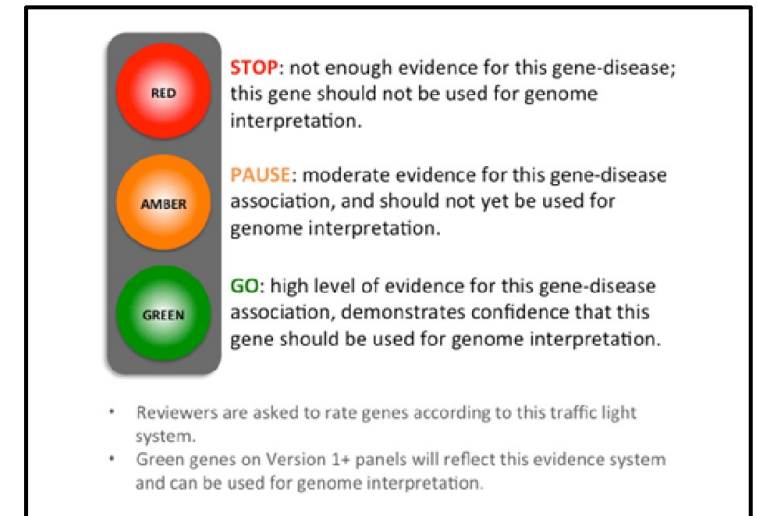 RED
STOP: not enough evidence for this gene-disease;
this gene should not be used for genome
interpretation.
AMBER
PAUSE: moderate evidence for this gene-disease
association, and should not yet be used for
genome interpretation.
GREEN
GO: high level of evidence for this gene-disease
association, demonstrates confidence that this
gene should be used for genome interpretation.
• Reviewers are asked to rate genes according to this traffic light
system.
• Green genes on Version 1+ panels will reflect this evidence system
and can be used for genome interpretation.